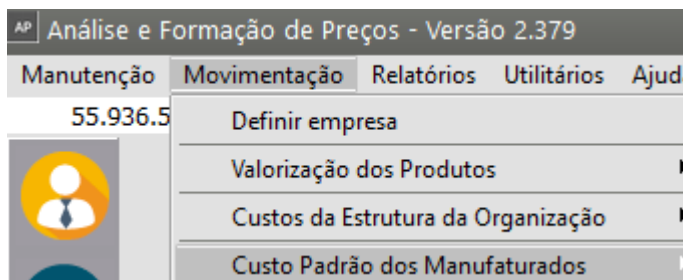 AP Análise e Formação de Preços - Versão 2.379
Manutenção Movimentação Relatórios Utilitários Ajud
55.936.5
Definir empresa
Valorização dos Produtos
Custos da Estrutura da Organização
Custo Padrão dos Manufaturados